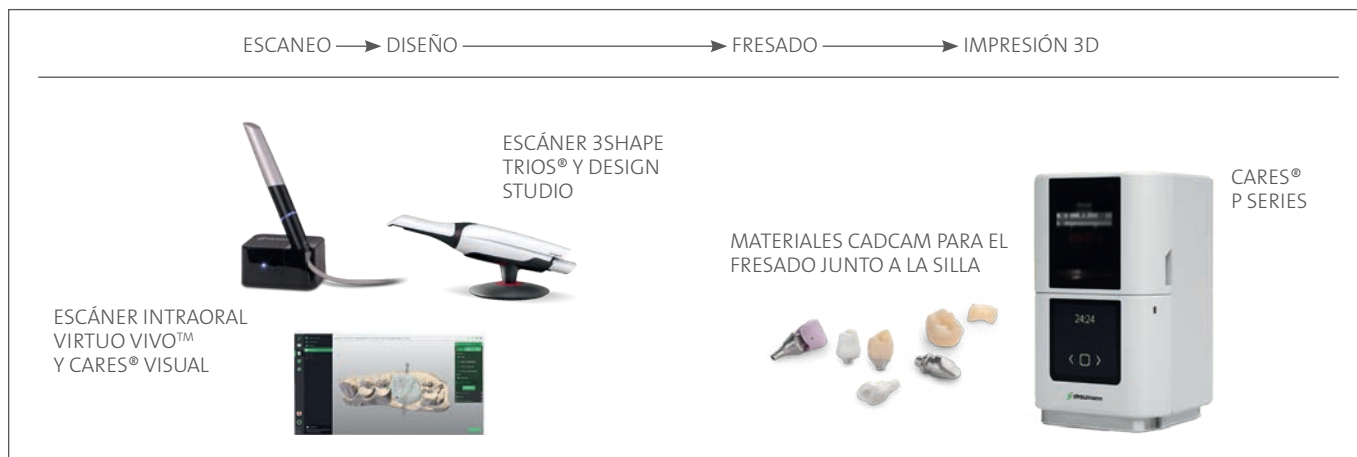 ESCANEO
DISEÑO
FRESADO
IMPRESIÓN 3D
ESCÁNER 3SHAPE
TRIOS® Y DESIGN
STUDIO
CARES®
P SERIES
MATERIALES CADCAM PARA EL
FRESADO JUNTO A LA SILLA
ESCÁNER INTRAORAL
VIRTUO VIVO™
Y CARES® VISUAL
24:24
straumann